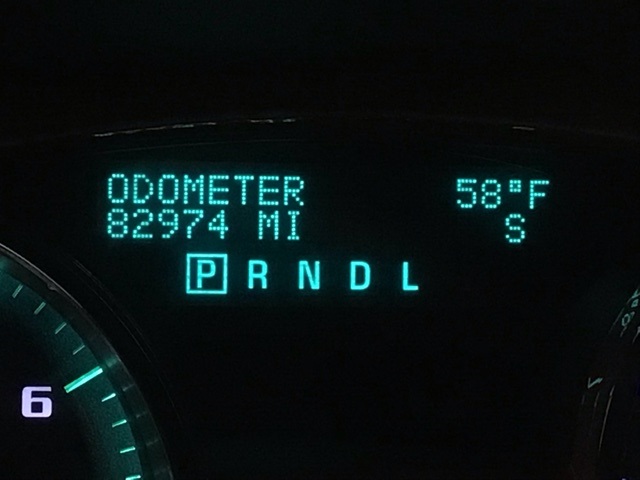 ODOMETER 58°F
82974 MI S
P R N D L
6